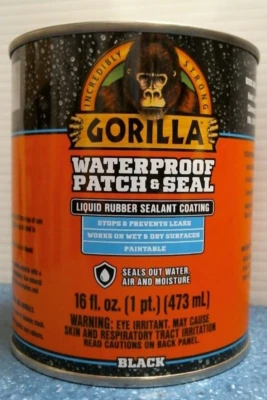 INCREDIBLY STRONG
GORILLA
WATERPROOF
PATCH & SEAL
LIQUID RUBBER SEALANT COATING
STOPS & PREVENTS LEAKS
WORKS ON WET & DRY SURFACES
PAINTABLE
SEALS OUT WATER,
AIR AND MOISTURE
16 fl. oz. (1 pt.) (473 mL)
WARNING: EYE IRRITANT. MAY CAUSE
SKIN AND RESPIRATORY TRACT IRRITATION
READ CAUTIONS ON BACK PANEL.
BLACK